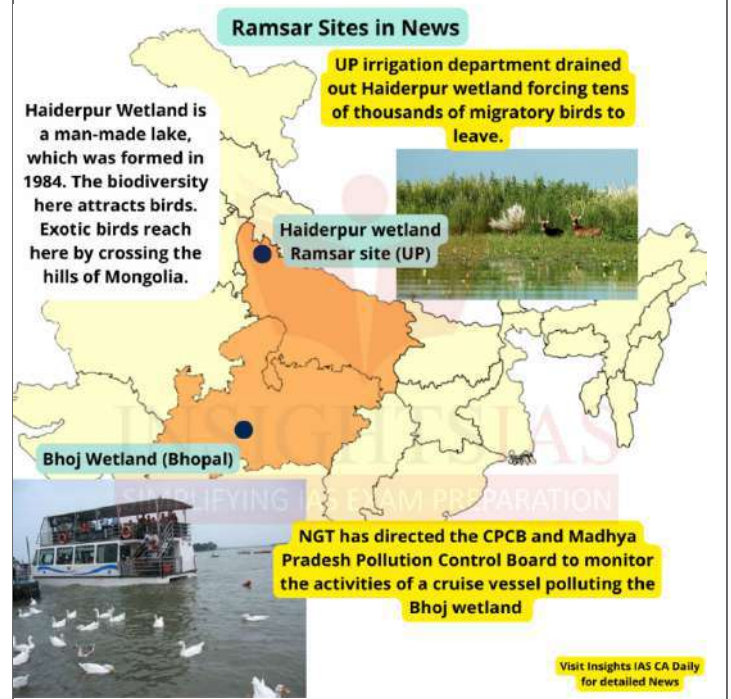 Ramsar Sites in News
UP irrigation department drained
out Haiderpur wetland forcing tens
of thousands of migratory birds to
leave.
Haiderpur Wetland is
a man-made lake,
which was formed in
1984. The biodiversity
here attracts birds.
Exotic birds reach
here by crossing the
hills of Mongolia.
Haiderpur wetland
Ramsar site (UP)
INSIGHTSIAS
SIMPLIFYING IAS EXAM PREPARATION
Bhoj Wetland (Bhopal)
NGT has directed the CPCB and Madhya
Pradesh Pollution Control Board to monitor
the activities of a cruise vessel polluting the
Bhoj wetland
Visit Insights IAS CA Daily
for detailed News